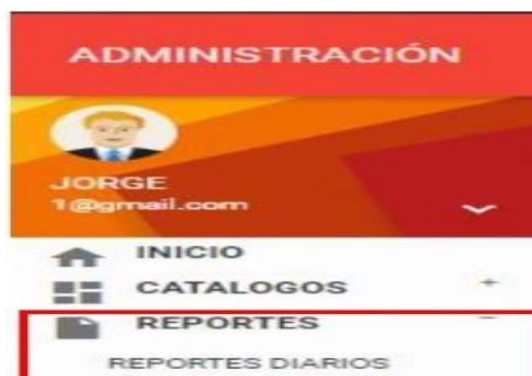 ADMINISTRACIÓN
JORGE
1@gmail.com
INICIO
CATALOGOS +
REPORTES -
REPORTES DIARIOS